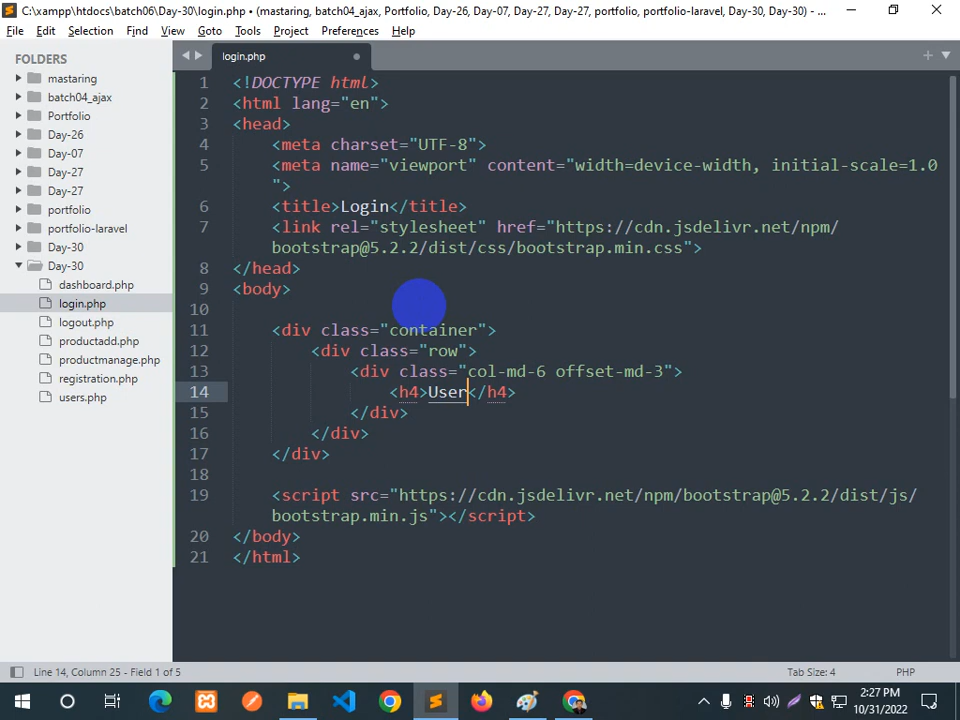 C:\xampp\htdocs\batch06\Day-30\login.php • (mastaring, batch04_ajax, Portfolio, Day-26, Day-07, Day-27, Day-27, portfolio, portfolio-laravel, Day-30, Day-30) - ...
File Edit Selection Find View Goto Tools Project Preferences Help
FOLDERS
mastaring
batch04_ajax
Portfolio
Day-26
Day-07
Day-27
Day-27
portfolio
portfolio-laravel
Day-30
Day-30
dashboard.php
login.php
logout.php
productadd.php
productmanage.php
registration.php
users.php
login.php
1 <!DOCTYPE html>
2 <html lang="en">
3 <head>
4 <meta charset="UTF-8">
5 <meta name="viewport" content="width=device-width, initial-scale=1.0
">
6 <title>Login</title>
7 <link rel="stylesheet" href="https://cdn.jsdelivr.net/npm/
bootstrap@5.2.2/dist/css/bootstrap.min.css">
8 </head>
9 <body>
10
11 <div class="container">
12 <div class="row">
13 <div class="col-md-6 offset-md-3">
14 <h4>User</h4>
15 </div>
16 </div>
17 </div>
18
19 <script src="https://cdn.jsdelivr.net/npm/bootstrap@5.2.2/dist/js/
bootstrap.min.js"></script>
20 </body>
21 </html>
Line 14, Column 25 - Field 1 of 5
Tab Size: 4
PHP
2:27 PM
10/31/2022